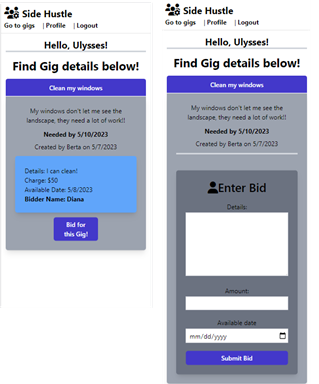 Side Hustle
Go to gigs | Profile | Logout
Hello, Ulysses!
Find Gig details below!
Clean my windows
My windows don't let me see the
landscape, they need a lot of work!!
Needed by 5/10/2023
Created by Berta on 5/7/2023
Details: I can clean!
Charge: $50
Available Date: 5/8/2023
Bidder Name: Diana
Bid for
this Gig!
Side Hustle
Go to gigs | Profile | Logout
Hello, Ulysses!
Find Gig details below!
Clean my windows
My windows don't let me see the
landscape, they need a lot of work!!
Needed by 5/10/2023
Created by Berta on 5/7/2023
Enter Bid
Details:
Amount:
Available date
mm/dd/yyyy
Submit Bid